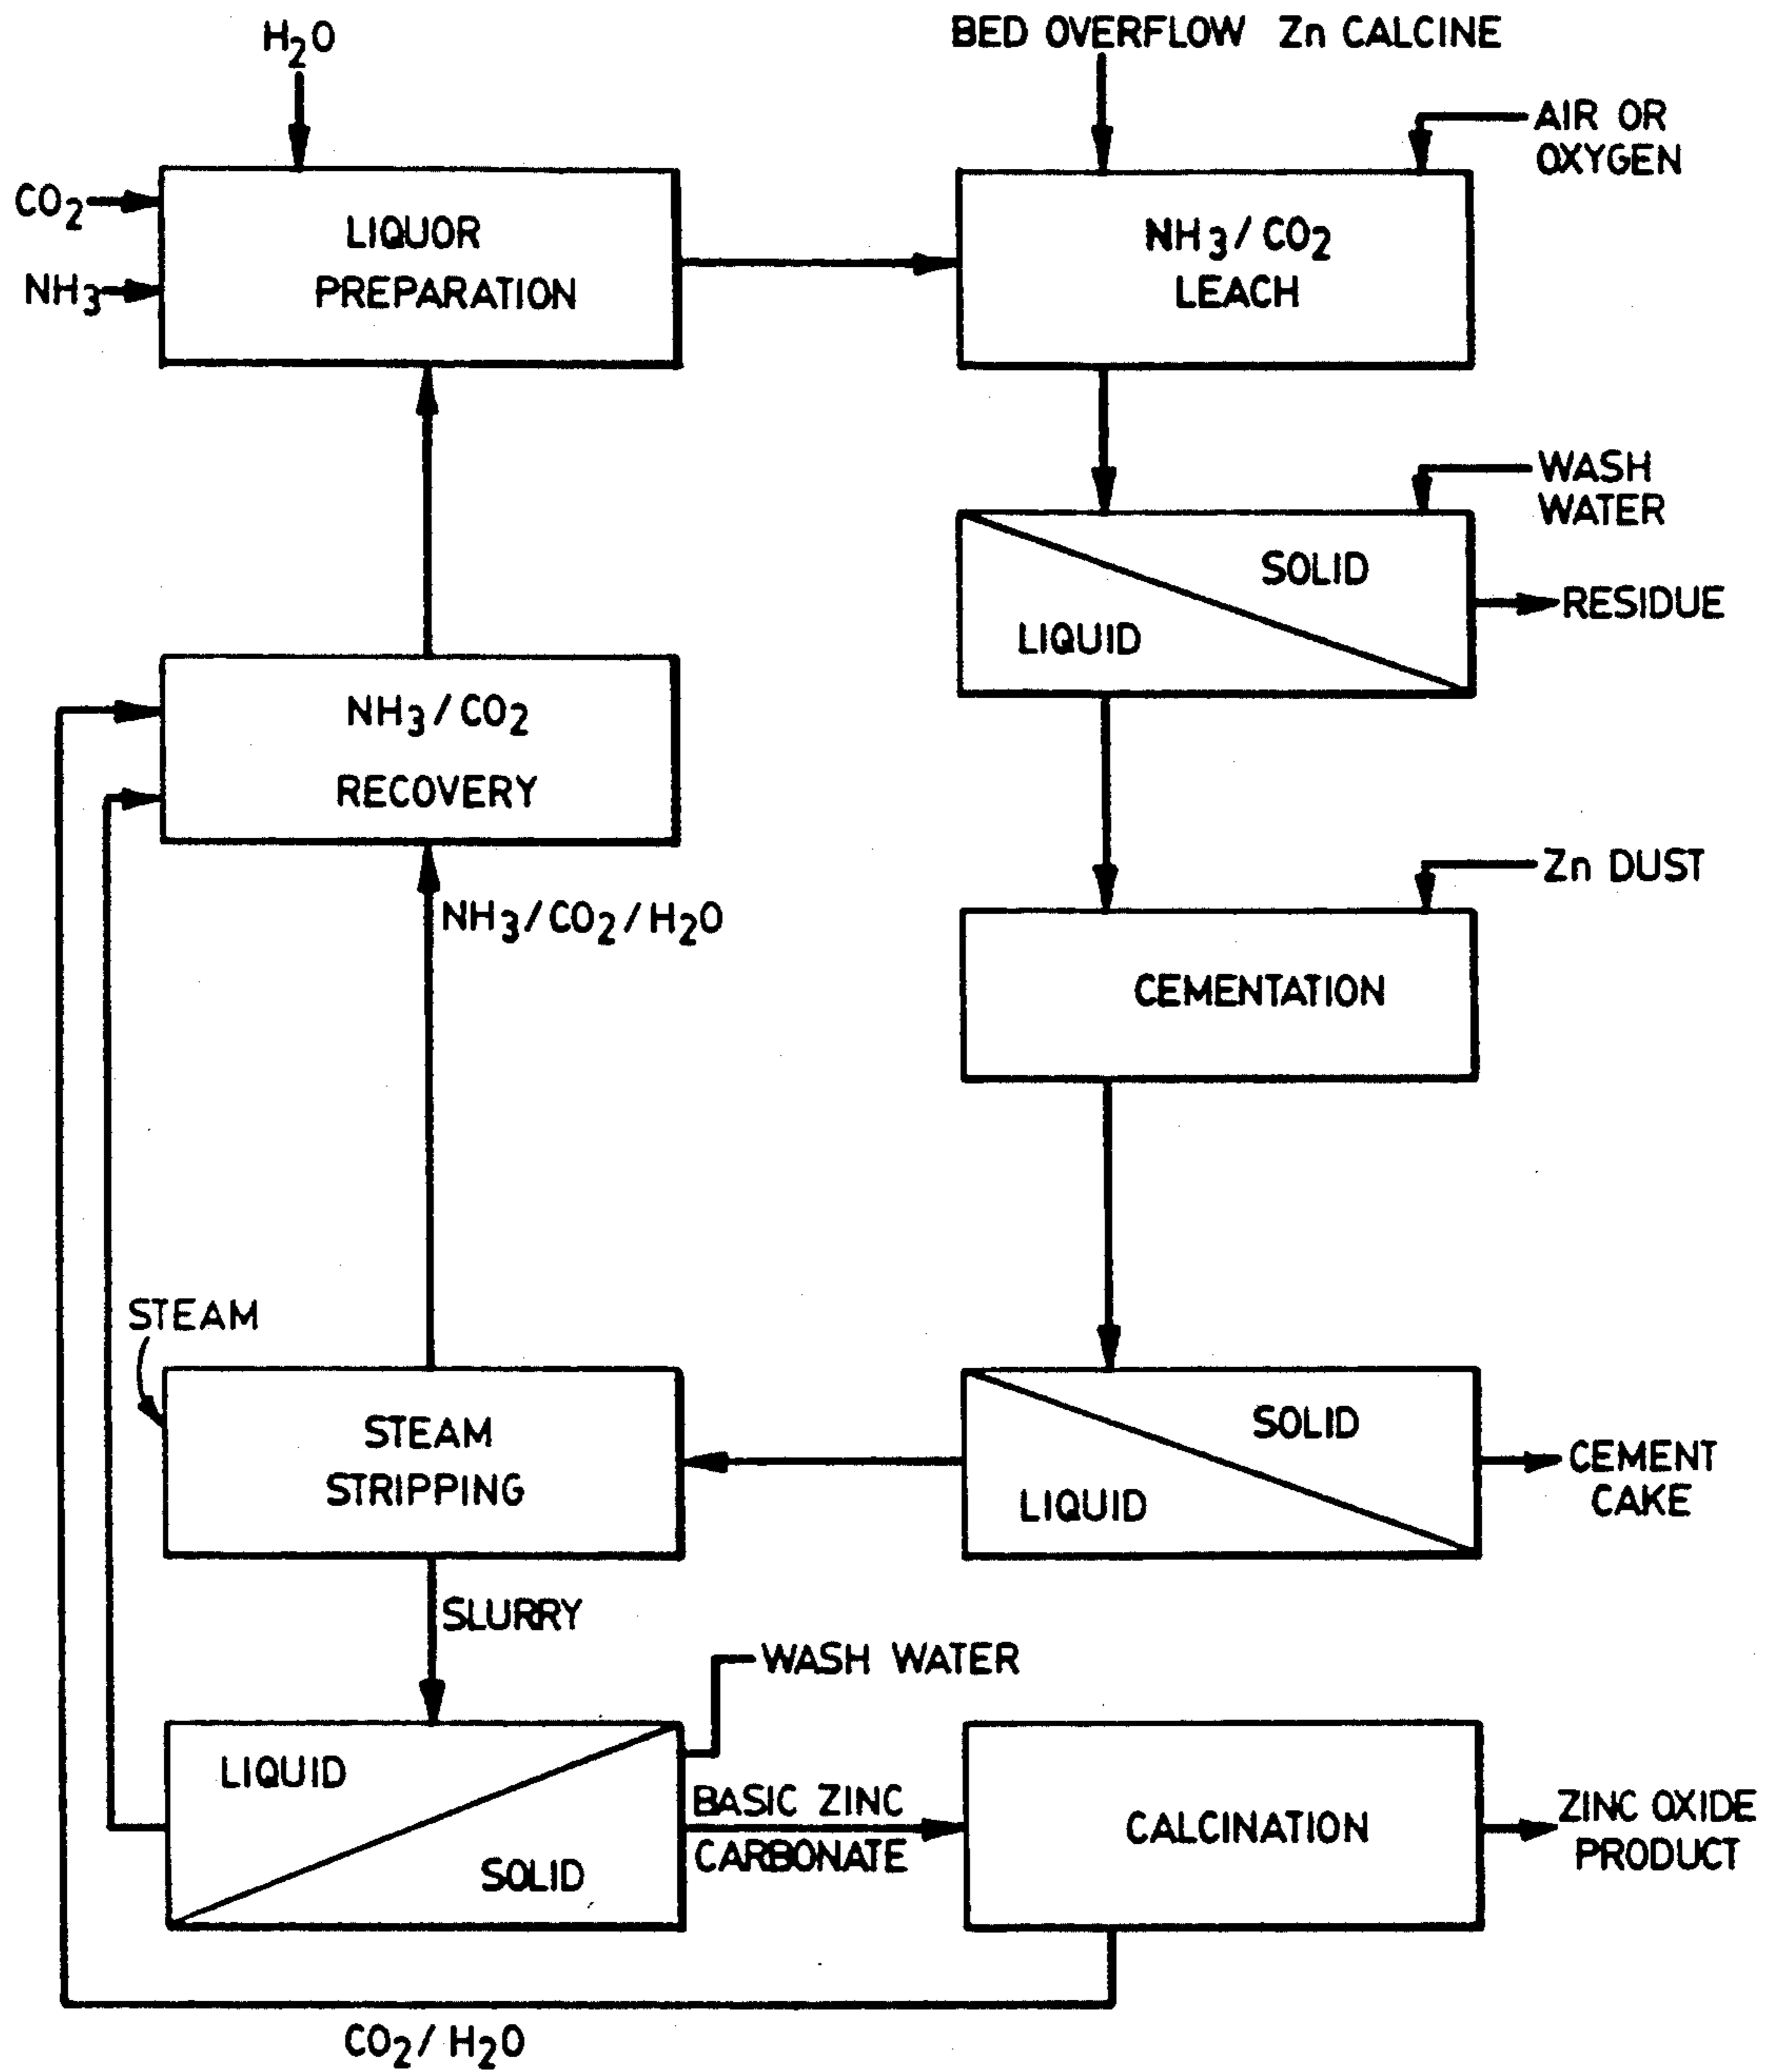 H2O
BED OVERFLOW Zn CALCINE
AIR OR
OXYGEN
CO2
NH3
LIQUOR
PREPARATION
NH3/CO2
LEACH
WASH
WATER
SOLID
LIQUID
RESIDUE
NH3/CO2
RECOVERY
Zn DUST
NH3/CO2/H2O
CEMENTATION
STEAM
STEAM
STRIPPING
SOLID
LIQUID
CEMENT
CAKE
SLURRY
WASH WATER
LIQUID
SOLID
BASIC ZINC
CARBONATE
CALCINATION
ZINC OXIDE
PRODUCT
CO2/H2O